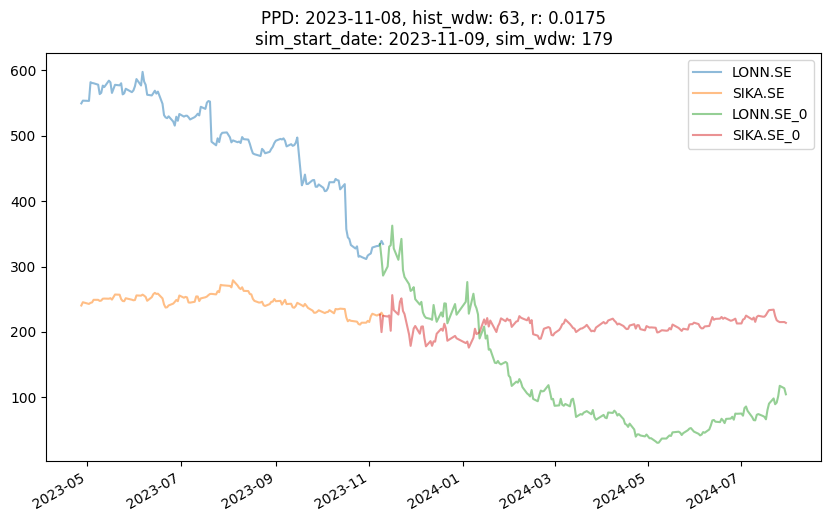 PPD: 2023-11-08, hist_wdw: 63, r: 0.0175
sim_start_date: 2023-11-09, sim_wdw: 179
LONN.SE
SIKA.SE
LONN.SE_0
SIKA.SE_0
600
500
400
300
200
100
2023-05
2023-07
2023-09
2023-11
2024-01
2024-03
2024-05
2024-07